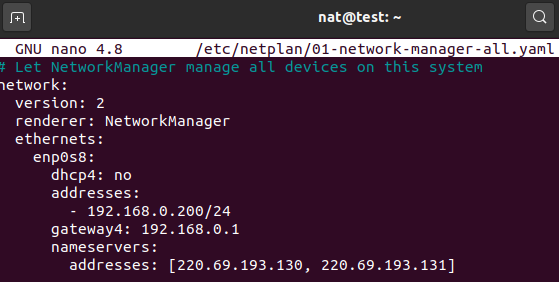 nat@test: ~
GNU nano 4.8 /etc/netplan/01-network-manager-all.yaml
# Let NetworkManager manage all devices on this system
network:
  version: 2
  renderer: NetworkManager
  ethernets:
    enp0s8:
      dhcp4: no
      addresses:
        - 192.168.0.200/24
      gateway4: 192.168.0.1
      nameservers:
        addresses: [220.69.193.130, 220.69.193.131]